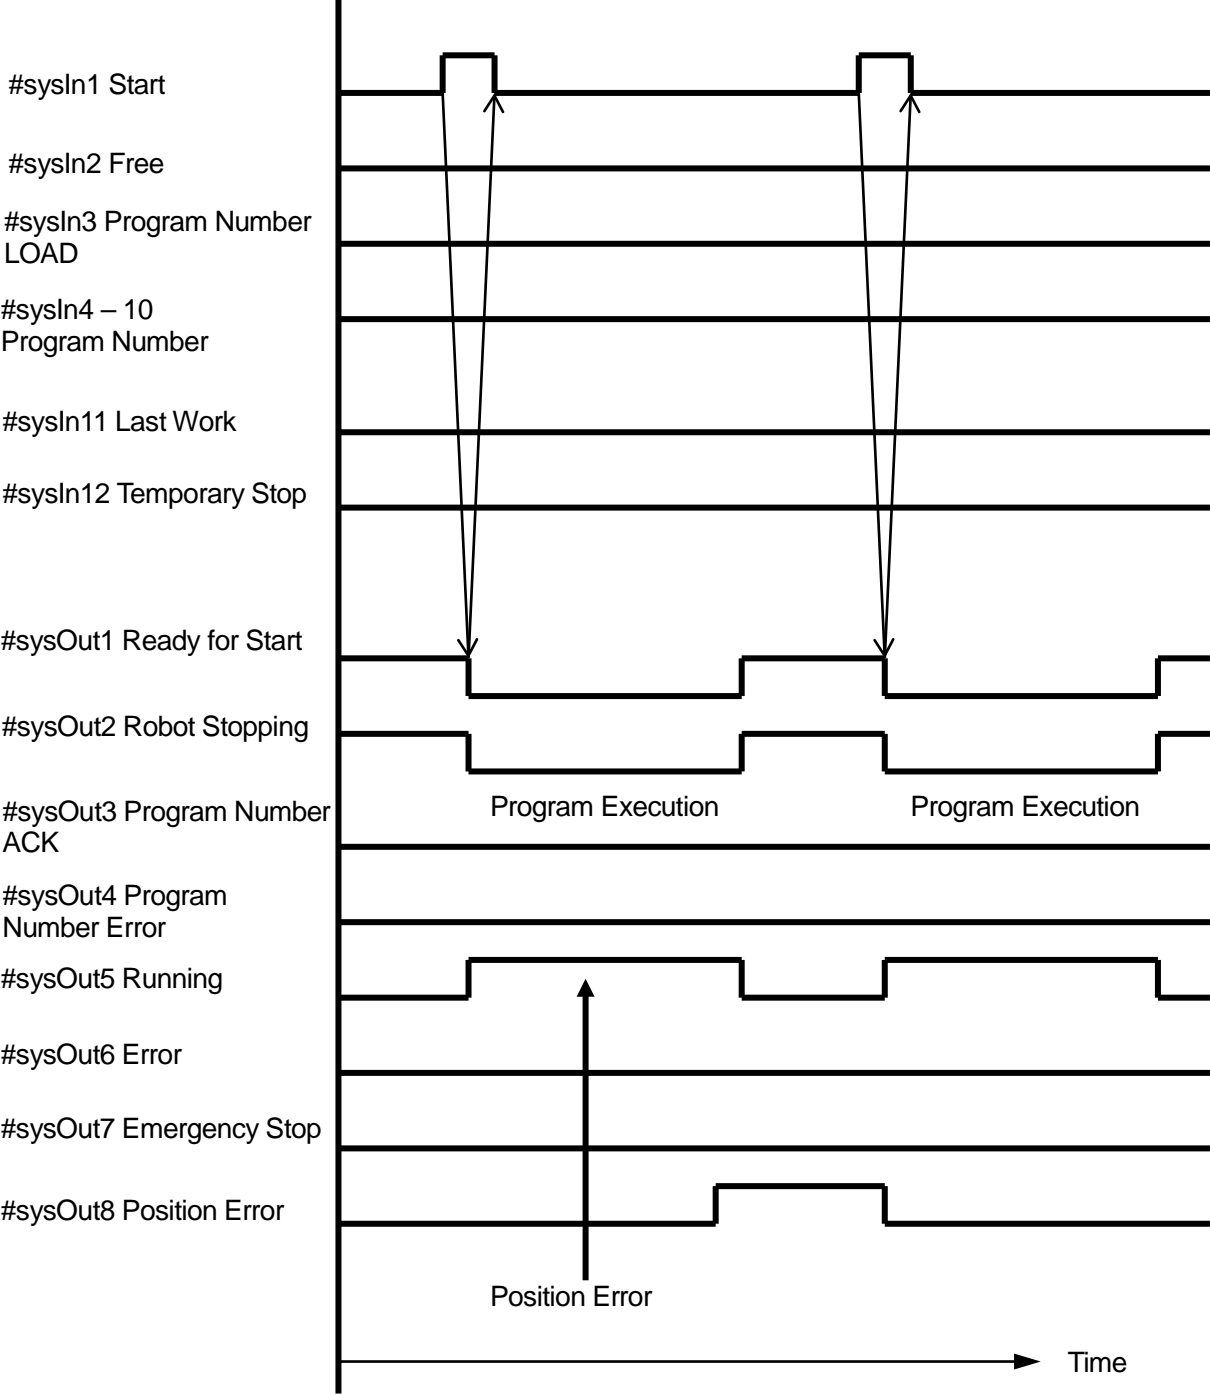 #sysIn1 Start
#sysIn2 Free
#sysIn3 Program Number
LOAD
#sysIn4 – 10
Program Number
#sysIn11 Last Work
#sysIn12 Temporary Stop
#sysOut1 Ready for Start
#sysOut2 Robot Stopping
#sysOut3 Program Number
ACK
Program Execution
Program Execution
#sysOut4 Program
Number Error
#sysOut5 Running
#sysOut6 Error
#sysOut7 Emergency Stop
#sysOut8 Position Error
Position Error
Time